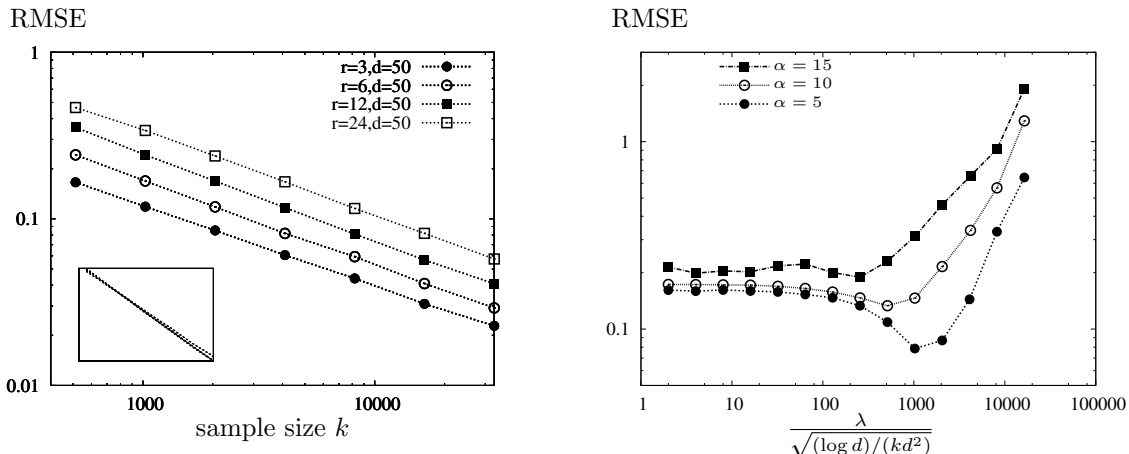 RMSE
1
0.1
0.01
1000
10000
sample size k
r=3,d=50
r=6,d=50
r=12,d=50
r=24,d=50
RMSE
1
0.1
1
10
100
1000
10000
100000
α = 15
α = 10
α = 5
λ
√(log d)/(kd²)